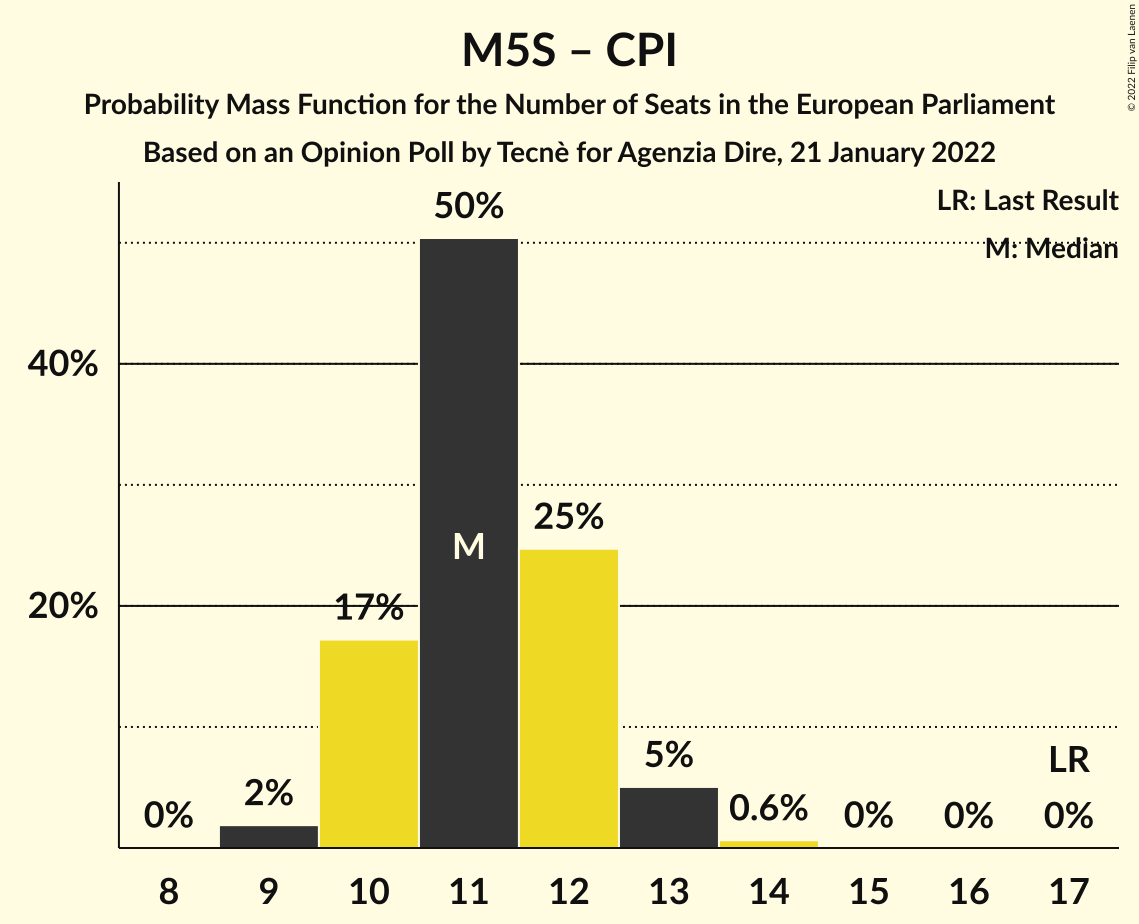 M5S – CPI
Probability Mass Function for the Number of Seats in the European Parliament
Based on an Opinion Poll by Tecnè for Agenzia Dire, 21 January 2022
© 2022 Filip van Laenen
LR: Last Result
M: Median
50%
40%
M
25%
20%
17%
5%
LR
0%
2%
0.6%
0%
0%
0%
8 9 10 11 12 13 14 15 16 17